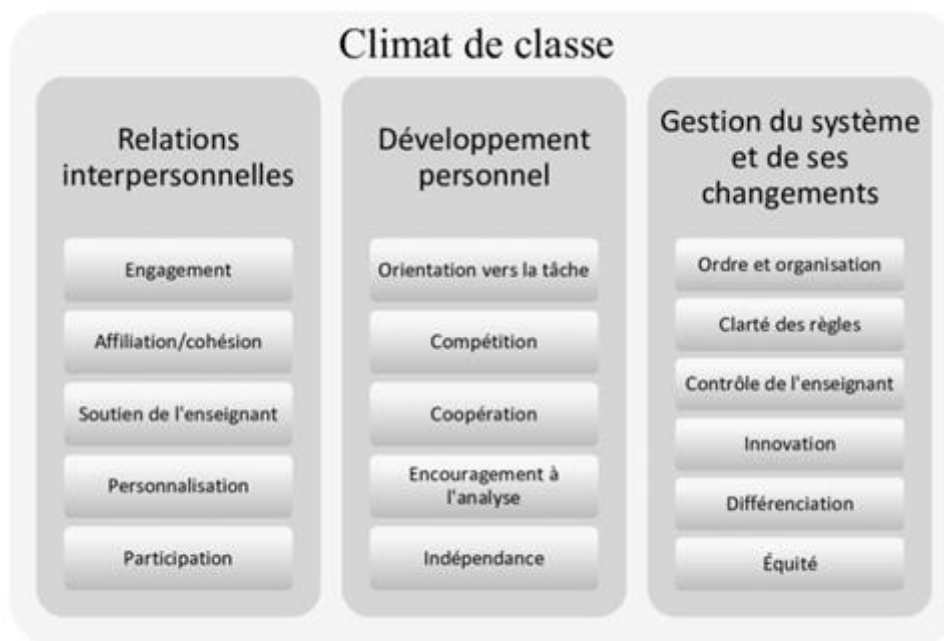 Climat de classe
Relations
interpersonnelles
Engagement
Affiliation/cohésion
Soutien de l'enseignant
Personnalisation
Participation
Développement
personnel
Orientation vers la tâche
Compétition
Coopération
Encouragement à
l'analyse
Indépendance
Gestion du système
et de ses
changements
Ordre et organisation
Clarté des règles
Contrôle de l'enseignant
Innovation
Différenciation
Équité